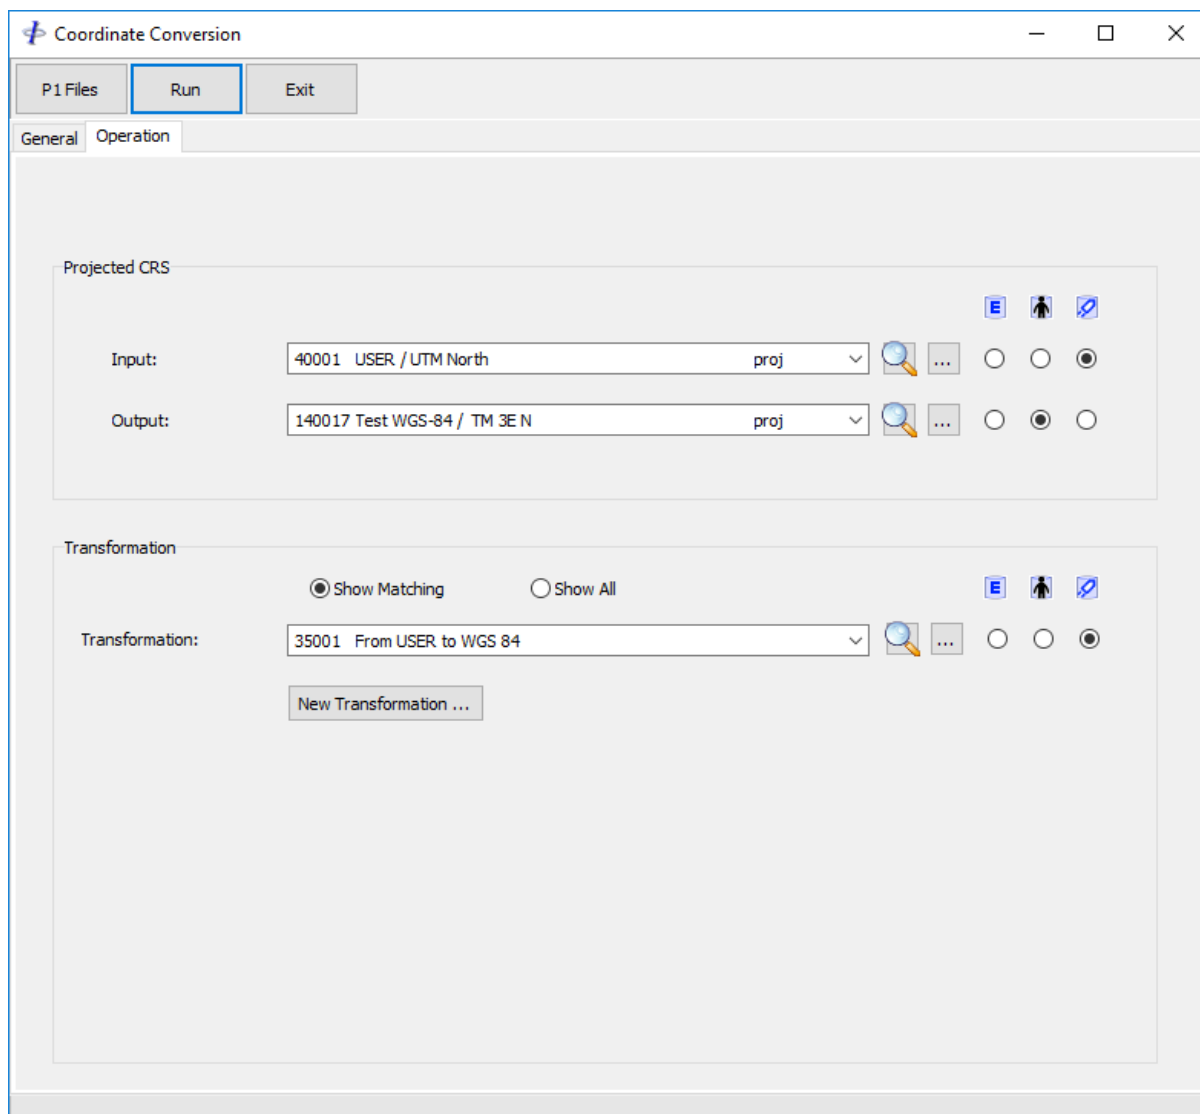 Coordinate Conversion
P1 Files Run Exit
General Operation
Projected CRS
E
Input: 40001 USER / UTM North proj ...
Output: 140017 Test WGS-84 / TM 3E N proj ...
Transformation
Show Matching Show All E
Transformation: 35001 From USER to WGS 84 ...
New Transformation ...